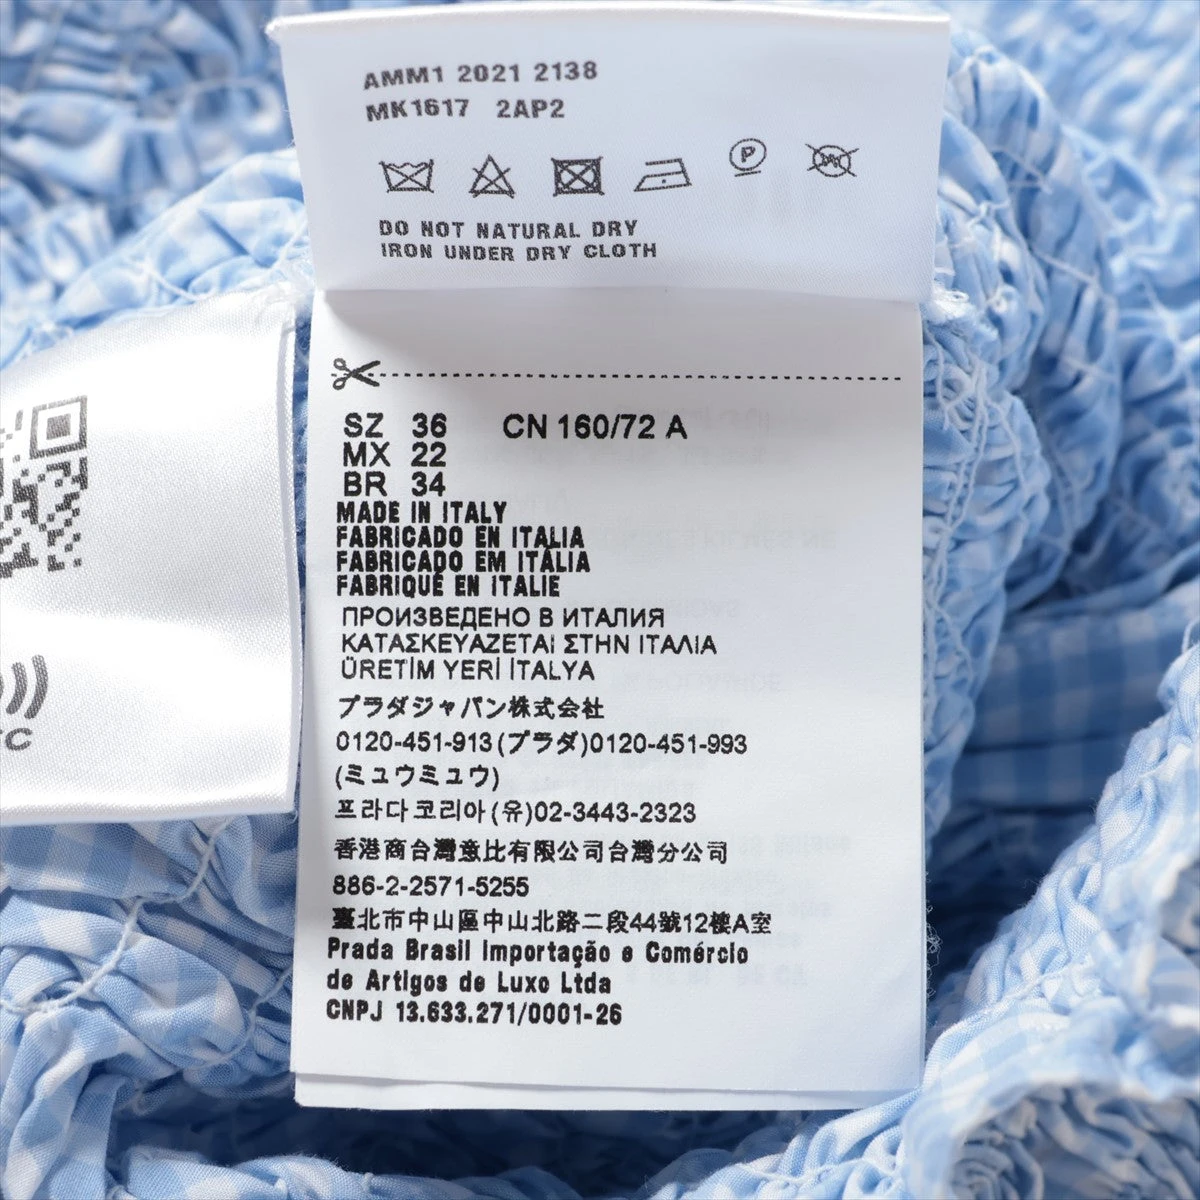 AMM1 2021 2138
MK1617 2AP2
P
DO NOT NATURAL DRY
IRON UNDER DRY CLOTH
SZ 36 CN 160/72 A
MX 22
BR 34
MADE IN ITALY
FABRICADO EN ITALIA
FABRICADO EM ITÁLIA
FABRIQUÉ EN ITALIE
ПРОИЗВЕДЕНО В ИТАЛИЯ
ΚΑΤΑΣΚΕΥΑΖΕΤΑΙ ΣΤΗΝ ΙΤΑΛΙΑ
ÜRETİM YERİ İTALYA
プラダジャパン株式会社
0120-451-913(プラダ)0120-451-993
(ミュウミュウ)
프라다코리아(유)02-3443-2323
香港商台灣意比有限公司台灣分公司
886-2-2571-5255
臺北市中山區中山北路二段44號12樓A室
Prada Brasil Importação e Comércio
de Artigos de Luxo Ltda
CNPJ 13.633.271/0001-26